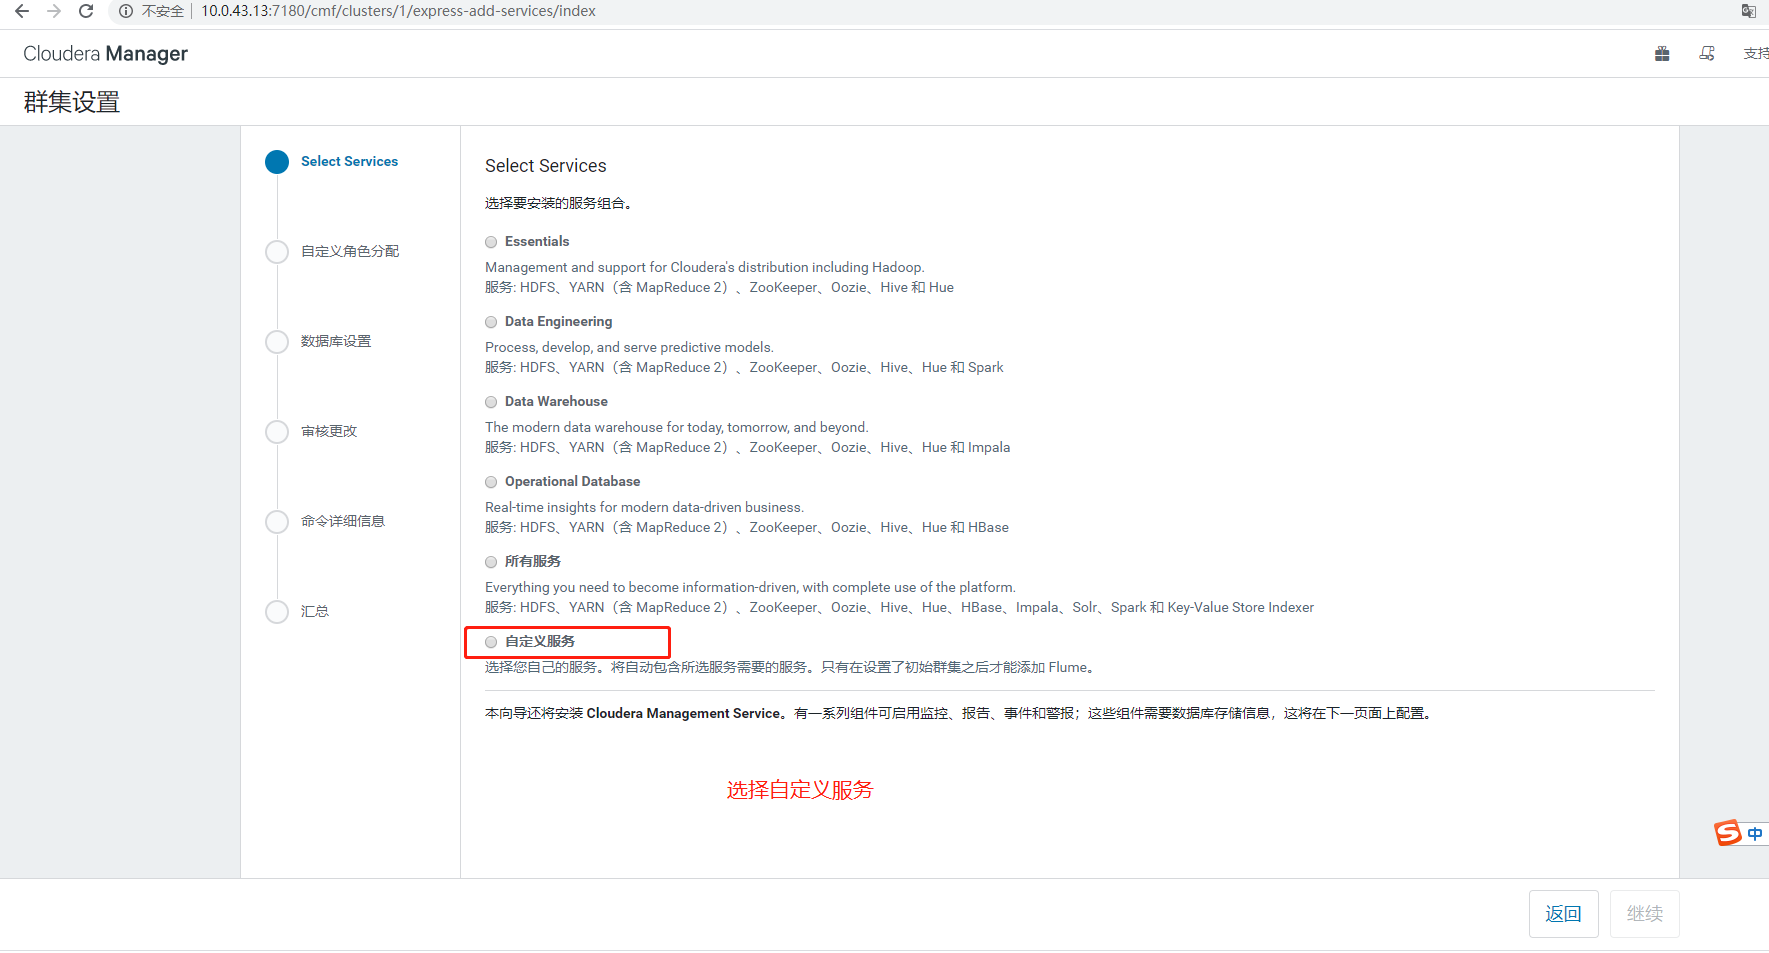 不安全 10.0.43.13:7180/cmf/clusters/1/express-add-services/index
Cloudera Manager
支持
群集设置
Select Services
自定义角色分配
数据库设置
审核更改
命令详细信息
汇总
Select Services
选择要安装的服务组合。
Essentials
Management and support for Cloudera's distribution including Hadoop.
服务: HDFS、YARN（含 MapReduce 2）、ZooKeeper、Oozie、Hive 和 Hue
Data Engineering
Process, develop, and serve predictive models.
服务: HDFS、YARN（含 MapReduce 2）、ZooKeeper、Oozie、Hive、Hue 和 Spark
Data Warehouse
The modern data warehouse for today, tomorrow, and beyond.
服务: HDFS、YARN（含 MapReduce 2）、ZooKeeper、Oozie、Hive、Hue 和 Impala
Operational Database
Real-time insights for modern data-driven business.
服务: HDFS、YARN（含 MapReduce 2）、ZooKeeper、Oozie、Hive、Hue 和 HBase
所有服务
Everything you need to become information-driven, with complete use of the platform.
服务: HDFS、YARN（含 MapReduce 2）、ZooKeeper、Oozie、Hive、Hue、HBase、Impala、Solr、Spark 和 Key-Value Store Indexer
自定义服务
选择您自己的服务。将自动包含所选服务需要的服务。只有在设置了初始群集之后才能添加 Flume。
本向导还将安装 Cloudera Management Service。有一系列组件可启用监控、报告、事件和警报；这些组件需要数据库存储信息，这将在下一页面上配置。
选择自定义服务
S 中
返回 继续